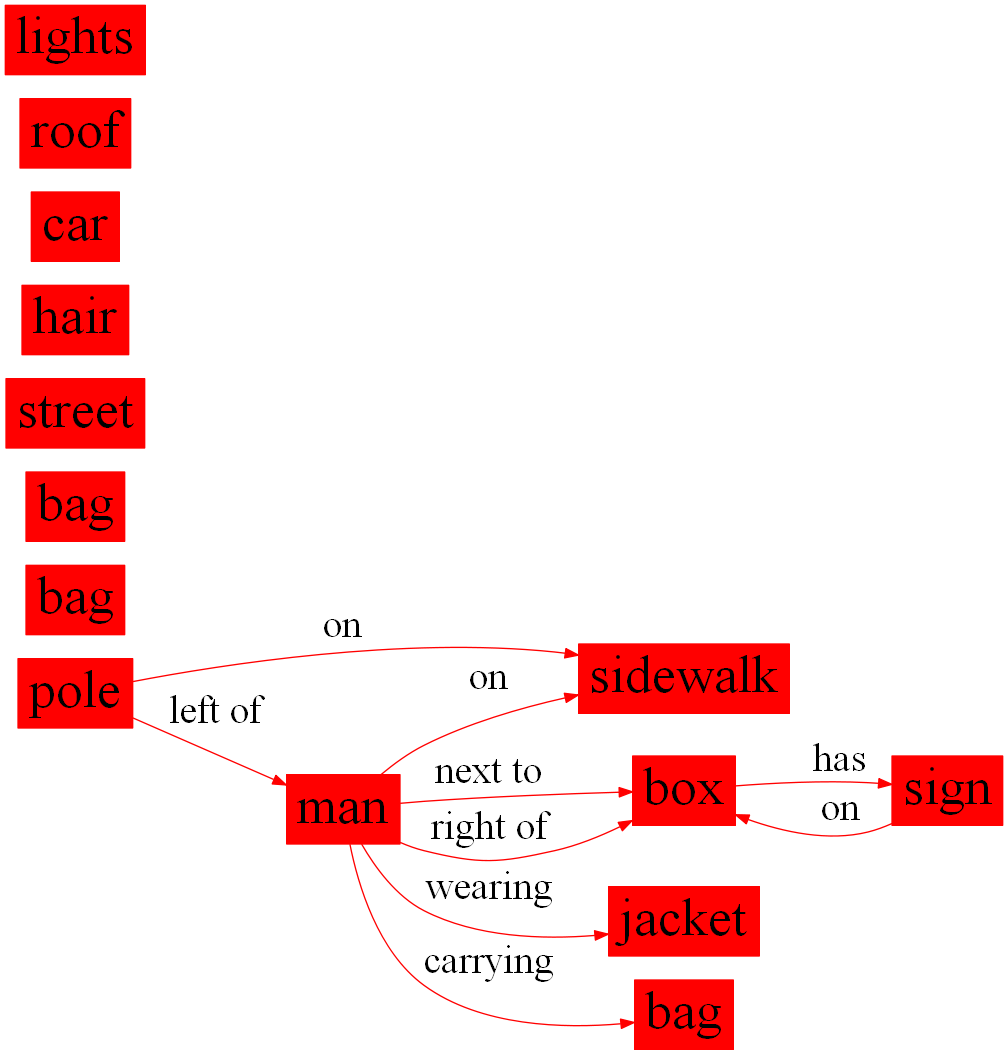 lights
roof
car
hair
street
bag
bag
on
sidewalk
on
pole
left of
has
next to
box
sign
man
on
right of
wearing
jacket
carrying
bag